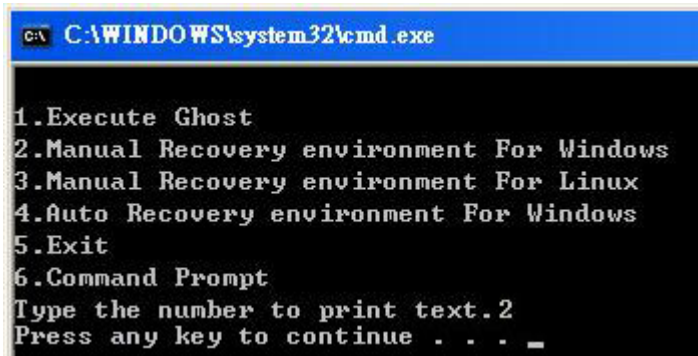 C:\WINDOWS\system32\cmd.exe
1.Execute Ghost
2.Manual Recovery environment For Windows
3.Manual Recovery environment For Linux
4.Auto Recovery environment For Windows
5.Exit
6.Command Prompt
Type the number to print text.2
Press any key to continue . . . _